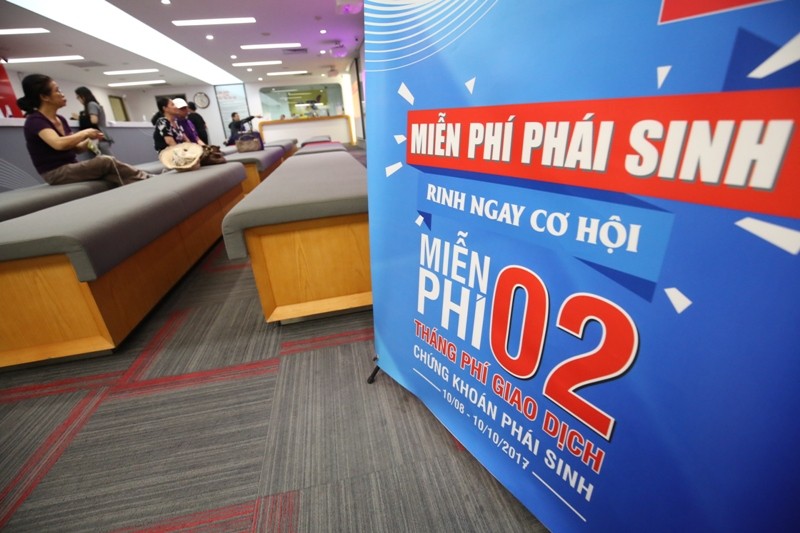 MIỄN PHÍ PHÁI SINH
RINH NGAY CƠ HỘI
MIỄN PHÍ 02
THÁNG PHÍ GIAO DỊCH
CHỨNG KHOÁN PHÁI SINH
10/08 - 10/10/2017